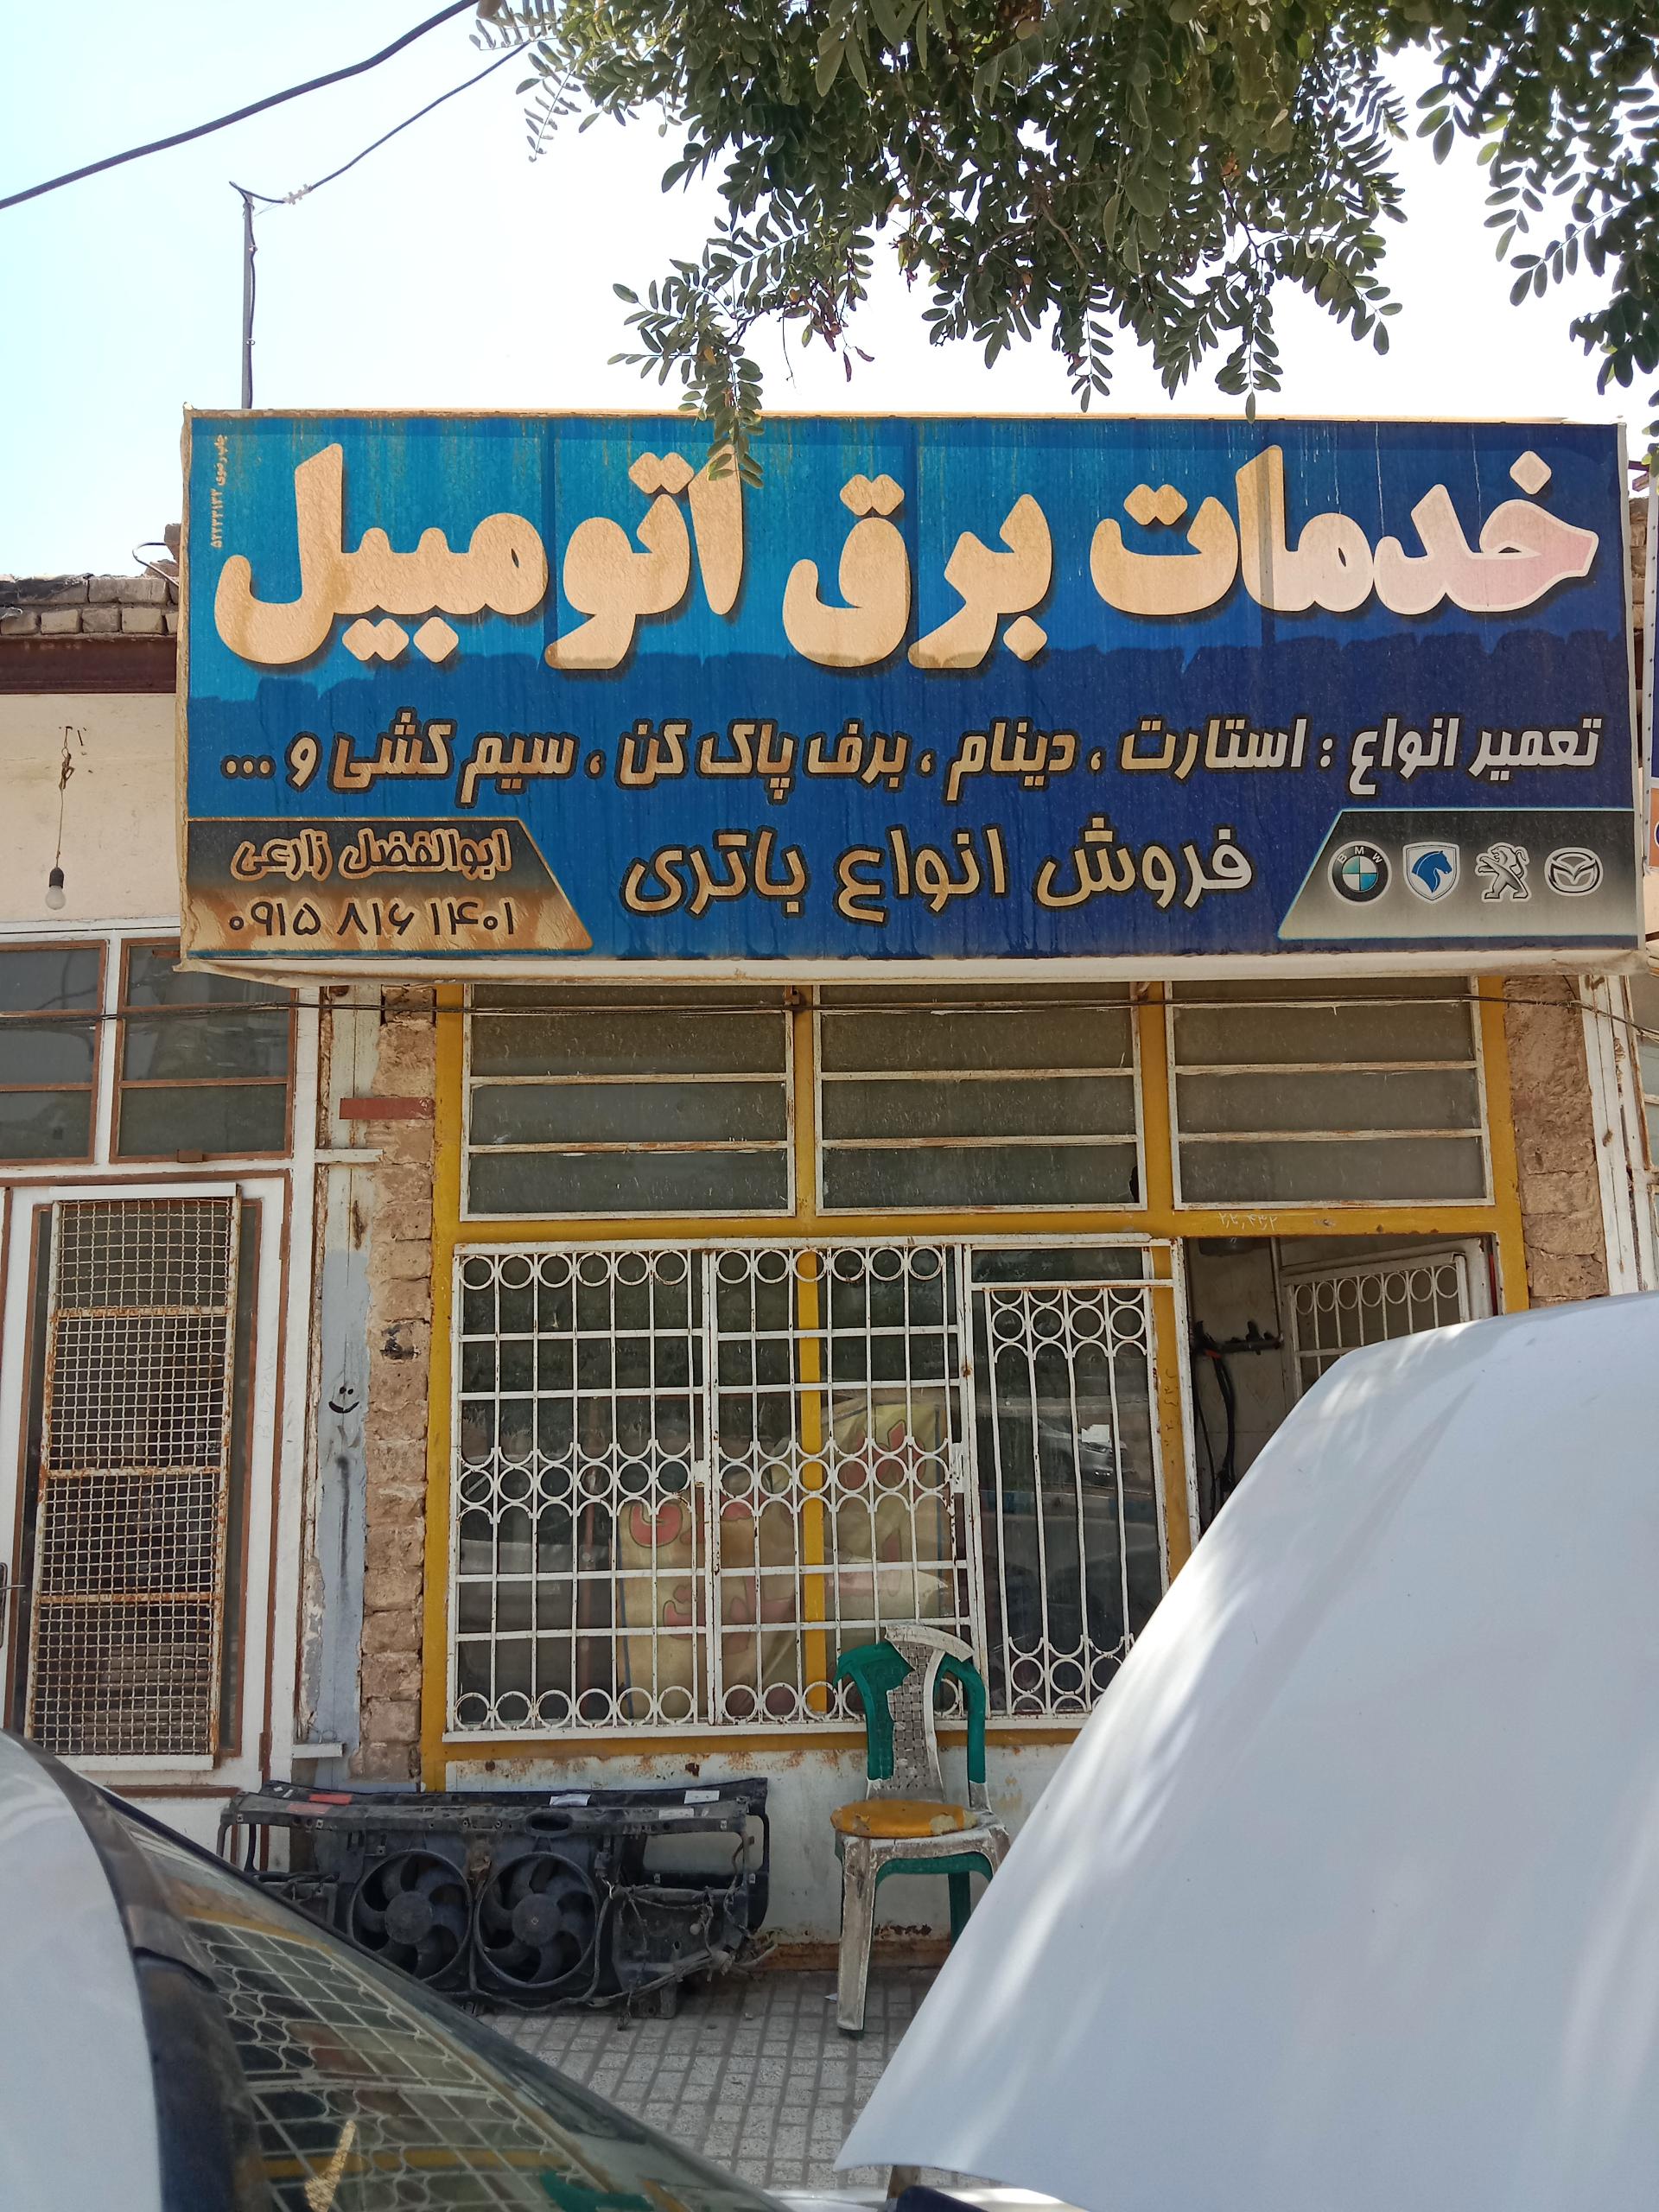 خدمات برق اتومبیل
تعمیر انواع : استارت ، دینام ، برف پاک کن ، سیم کشی و ...
فروش انواع باتری
BMW
ابوالفضل زارعی
۰۹۱۵ ۸۱۶ ۱۴۰۱